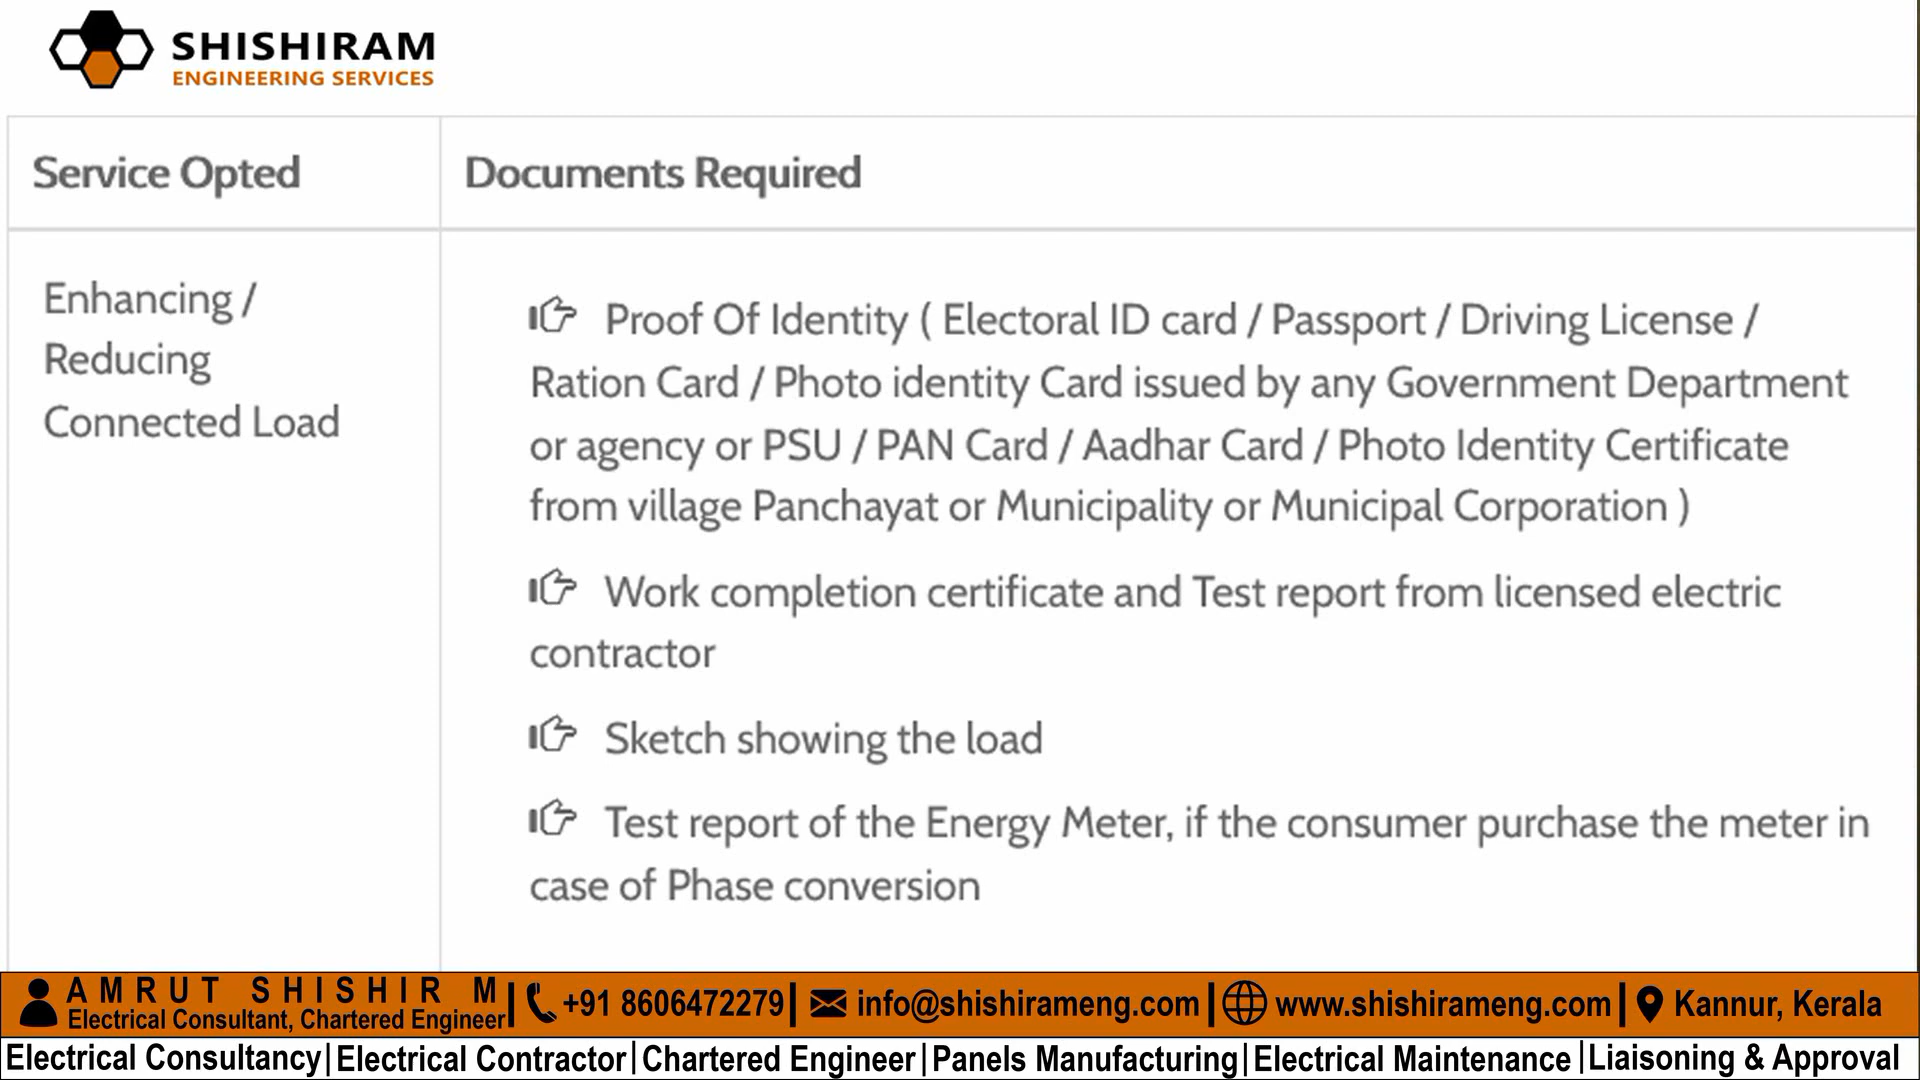 SHISHIRAM
ENGINEERING SERVICES
Service Opted
Documents Required
Enhancing /
Reducing
Connected Load
Proof Of Identity ( Electoral ID card / Passport / Driving License /
Ration Card / Photo identity Card issued by any Government Department
or agency or PSU / PAN Card / Aadhar Card / Photo Identity Certificate
from village Panchayat or Municipality or Municipal Corporation )
Work completion certificate and Test report from licensed electric
contractor
Sketch showing the load
Test report of the Energy Meter, if the consumer purchase the meter in
case of Phase conversion
AMRUT SHISHIR M
Electrical Consultant, Chartered Engineer
+91 8606472279| info@shishirameng.com | www.shishirameng.com | Kannur, Kerala
Electrical Consultancy| Electrical Contractor| Chartered Engineer| Panels Manufacturing| Electrical Maintenance |Liaisoning & Approval